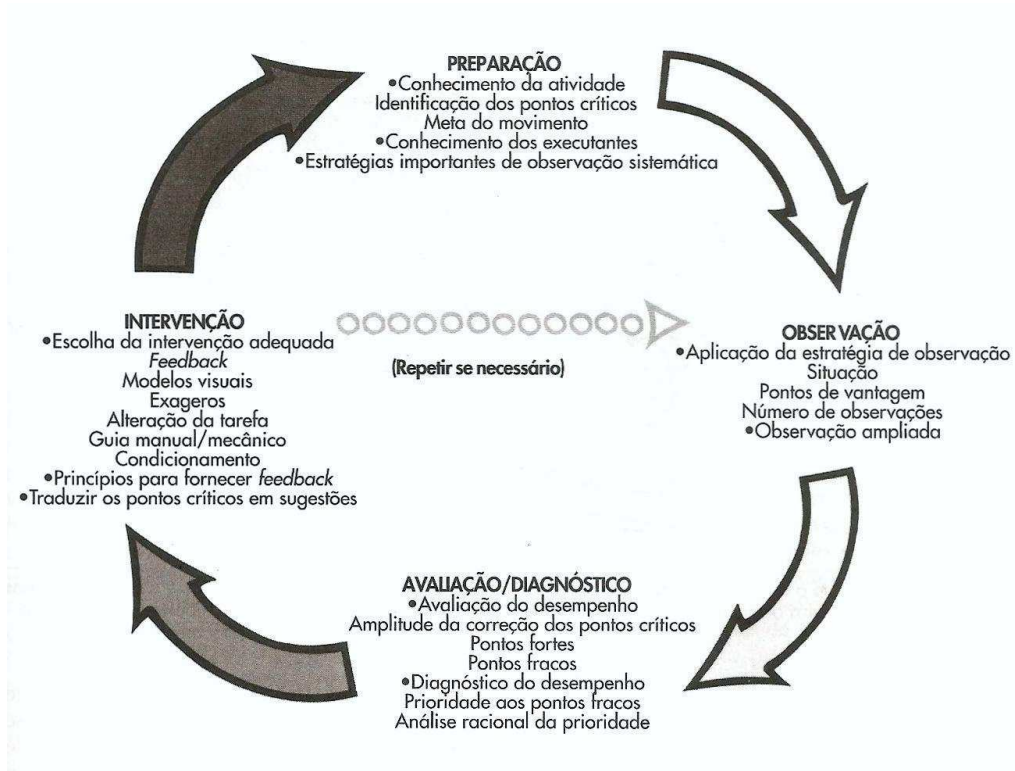 PREPARAÇÃO
•Conhecimento da atividade
Identificação dos pontos críticos
Meta do movimento
•Conhecimento dos executantes
•Estratégias importantes de observação sistemática
OBSERVAÇÃO
•Aplicação da estratégia de observação
Situação
Pontos de vantagem
Número de observações
•Observação ampliada
AVALIAÇÃO/DIAGNÓSTICO
•Avaliação do desempenho
Amplitude da correção dos pontos críticos
Pontos fortes
Pontos fracos
•Diagnóstico do desempenho
Prioridade aos pontos fracos
Análise racional da prioridade
INTERVENÇÃO
•Escolha da intervenção adequada
Feedback
Modelos visuais
Exageros
Alteração da tarefa
Guia manual/mecânico
Condicionamento
•Princípios para fornecer feedback
•Traduzir os pontos críticos em sugestões
(Repetir se necessário)